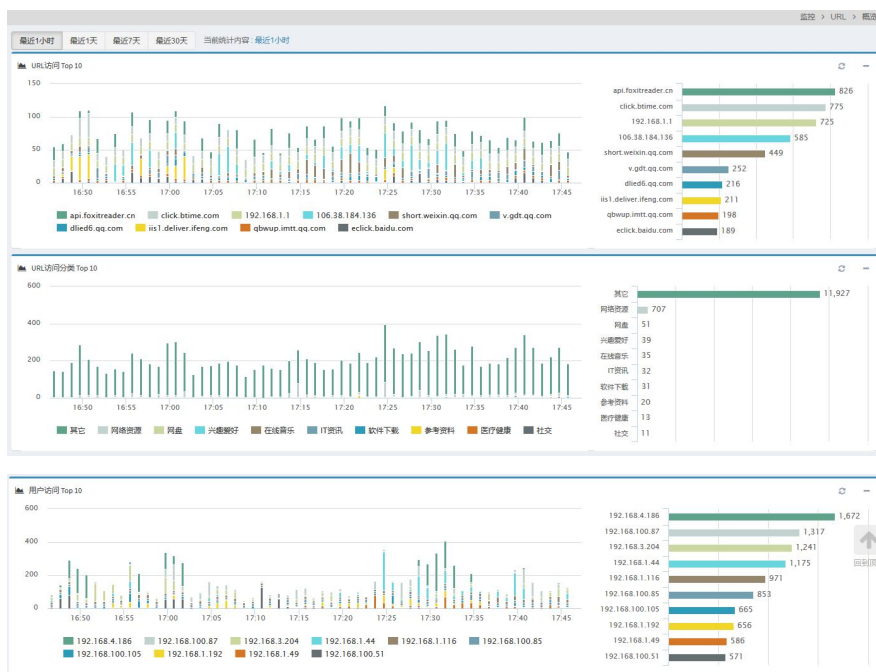 监控 > URL > 概览
最近1小时 最近1天 最近7天 最近30天 当前统计内容:最近1小时
URL访问 Top 10
150
100
50
0
16:50 16:55 17:00 17:05 17:10 17:15 17:20 17:25 17:30 17:35 17:40 17:45
api.foxitreader.cn click.btime.com 192.168.1.1 106.38.184.136 short.weixin.qq.com v.gdt.qq.com
dlied6.qq.com iis1.deliver.ifeng.com qbwup.imtt.qq.com eclick.baidu.com
api.foxitreader.cn 826
click.btime.com 775
192.168.1.1 725
106.38.184.136 585
short.weixin.qq.com 449
v.gdt.qq.com 252
dlied6.qq.com 216
iis1.deliver.ifeng.com 211
qbwup.imtt.qq.com 198
eclick.baidu.com 189
URL访问分类 Top 10
600
400
200
0
16:50 16:55 17:00 17:05 17:10 17:15 17:20 17:25 17:30 17:35 17:40 17:45
其它 网络资源 网盘 兴趣爱好 在线音乐 IT资讯 软件下载 参考资料 医疗健康 社交
其它 11,927
网络资源 707
网盘 51
兴趣爱好 39
在线音乐 35
IT资讯 32
软件下载 31
参考资料 20
医疗健康 13
社交 11
用户访问 Top 10
600
400
200
0
16:50 16:55 17:00 17:05 17:10 17:15 17:20 17:25 17:30 17:35 17:40 17:45
192.168.4.186 192.168.100.87 192.168.3.204 192.168.1.44 192.168.1.116 192.168.100.85
192.168.100.105 192.168.1.192 192.168.1.49 192.168.100.51
192.168.4.186 1,672
192.168.100.87 1,317
192.168.3.204 1,241
192.168.1.44 1,175
192.168.1.116 971
192.168.100.85 853
192.168.100.105 665
192.168.1.192 656
192.168.1.49 586
192.168.100.51 571